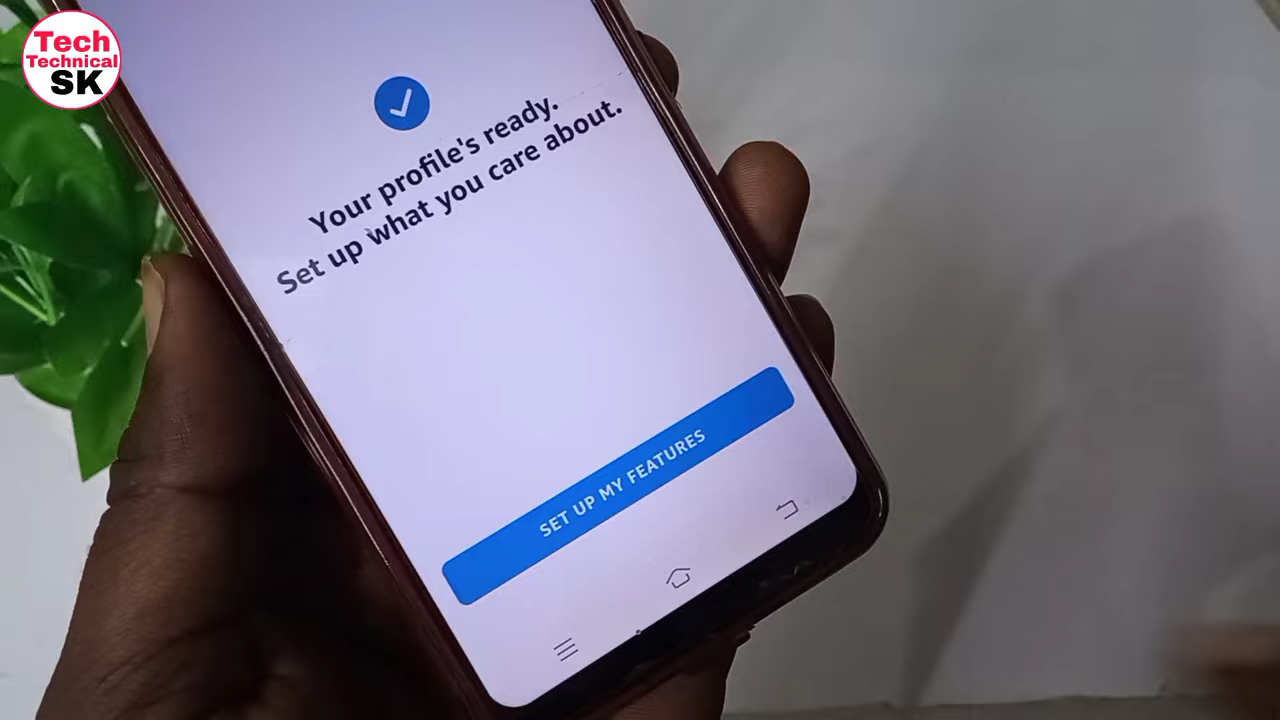 Tech
Technical
SK
Your profile's ready.
Set up what you care about.
SET UP MY FEATURES